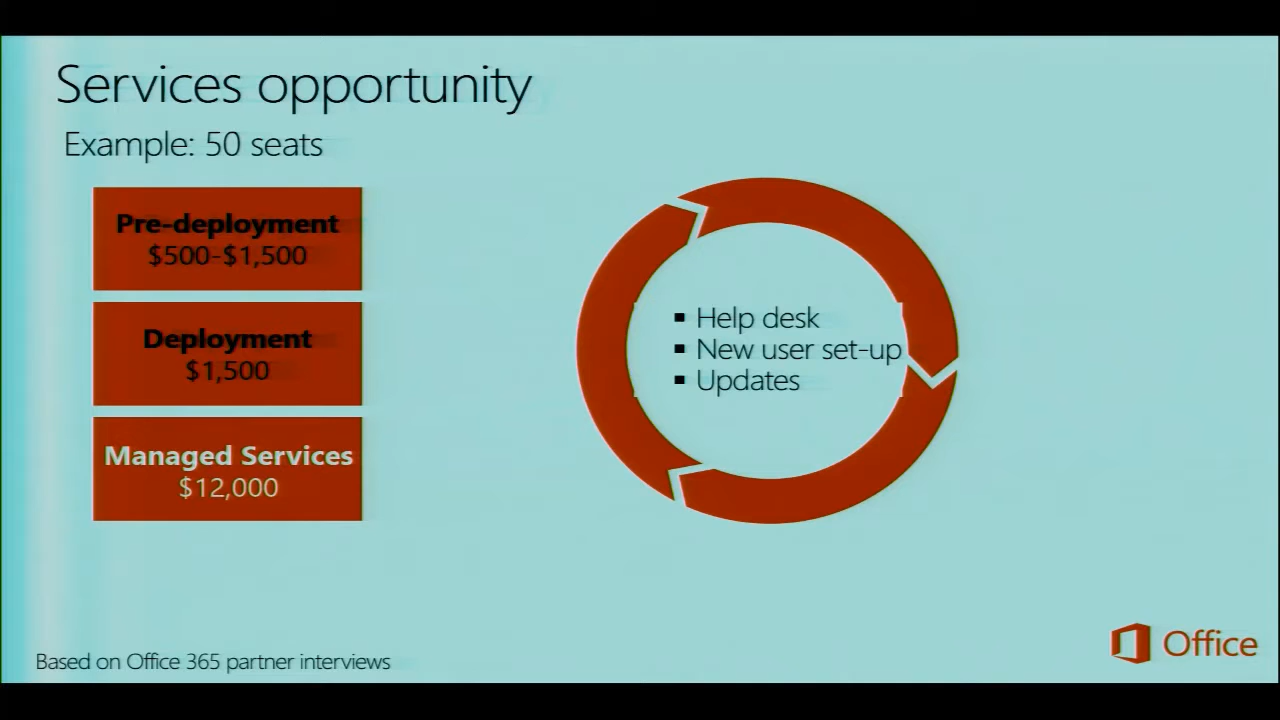 Services opportunity
Example: 50 seats
Pre-deployment
$500-$1,500
Deployment
$1,500
Managed Services
$12,000
▪ Help desk
▪ New user set-up
▪ Updates
Based on Office 365 partner interviews
Office